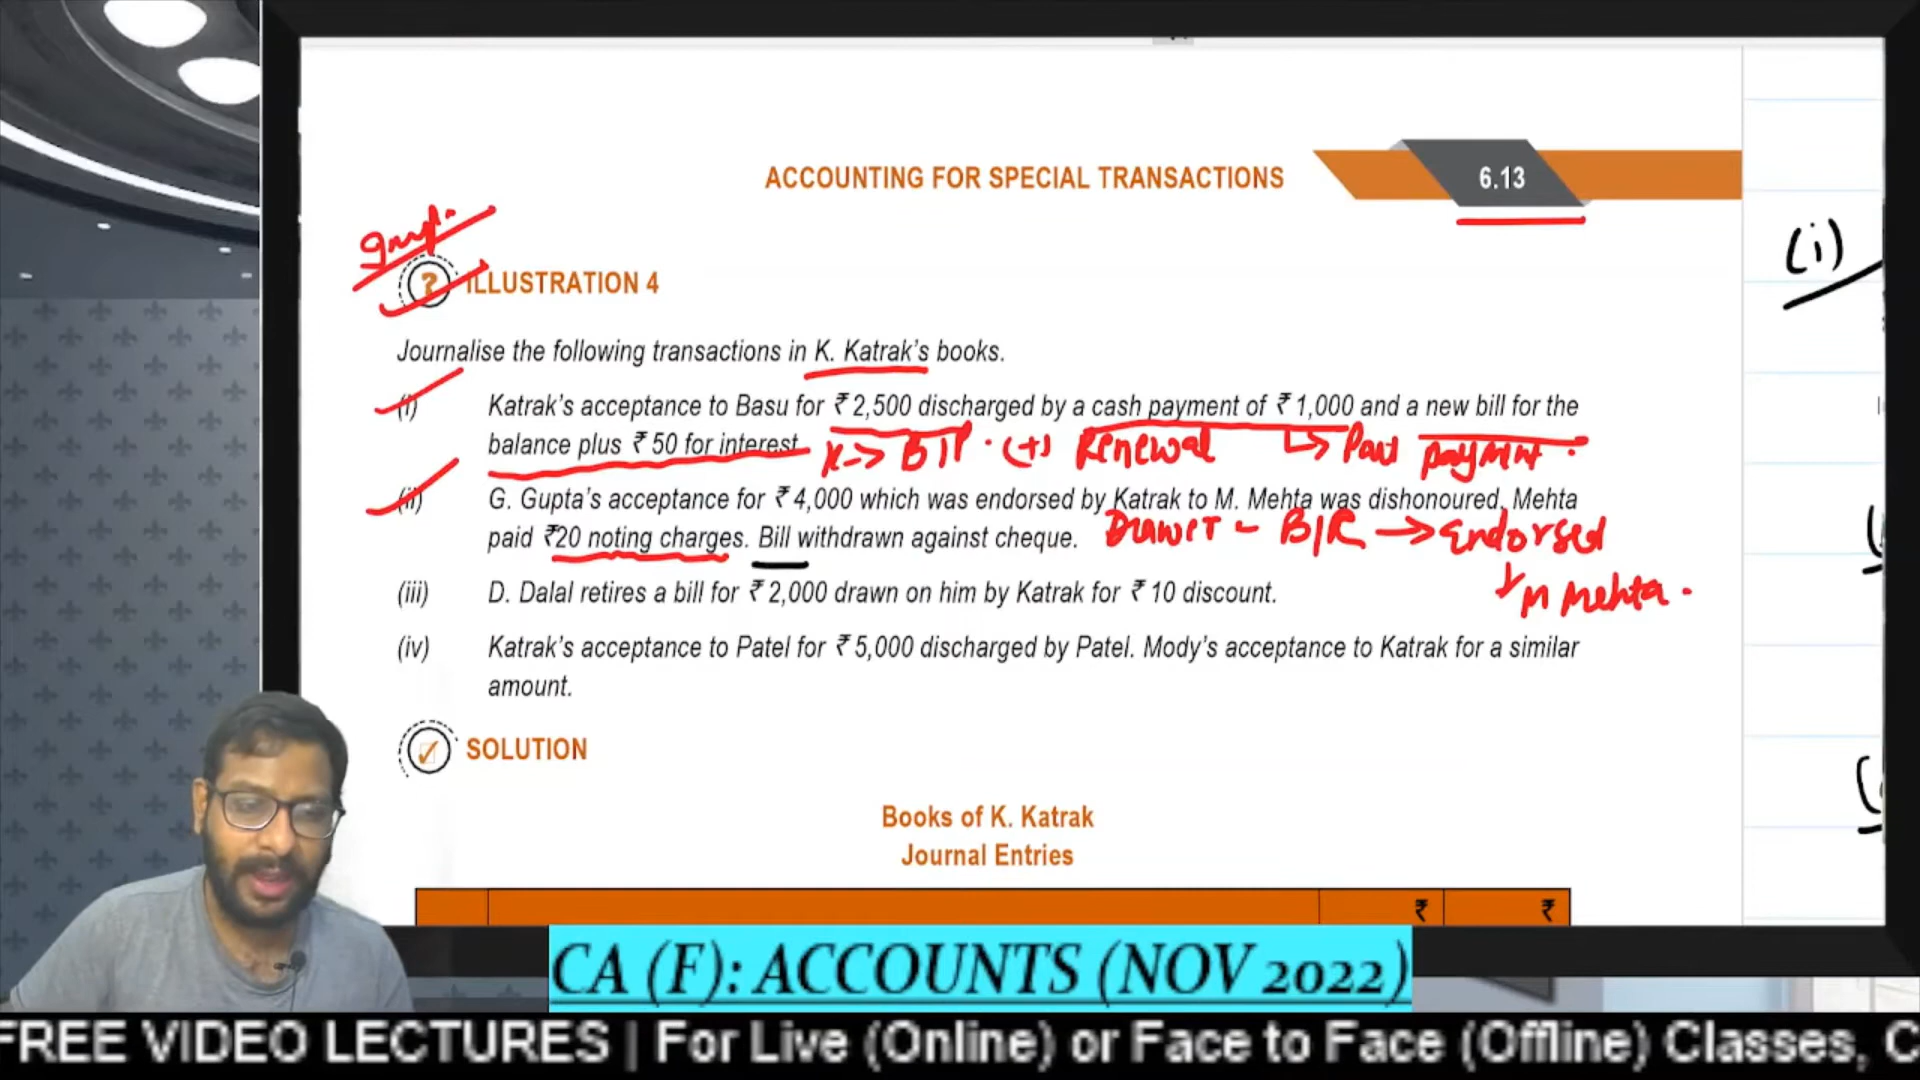 ACCOUNTING FOR SPECIAL TRANSACTIONS 6.13
Impt.
? ILLUSTRATION 4
(i)
Journalise the following transactions in K. Katrak's books.
(i) Katrak's acceptance to Basu for ₹ 2,500 discharged by a cash payment of ₹ 1,000 and a new bill for the
balance plus ₹ 50 for interest.
K -> B/P. (+) Renewal -> Part payment.
(ii) G. Gupta's acceptance for ₹ 4,000 which was endorsed by Katrak to M. Mehta was dishonoured. Mehta
paid ₹20 noting charges. Bill withdrawn against cheque.
Drawer - B/R -> Endorsed
M Mehta.
(iii) D. Dalal retires a bill for ₹ 2,000 drawn on him by Katrak for ₹ 10 discount.
(iv) Katrak's acceptance to Patel for ₹ 5,000 discharged by Patel. Mody's acceptance to Katrak for a similar
amount.
SOLUTION
Books of K. Katrak
Journal Entries
₹ ₹
CA (F): ACCOUNTS (NOV 2022)
FREE VIDEO LECTURES | For Live (Online) or Face to Face (Offline) Classes, C